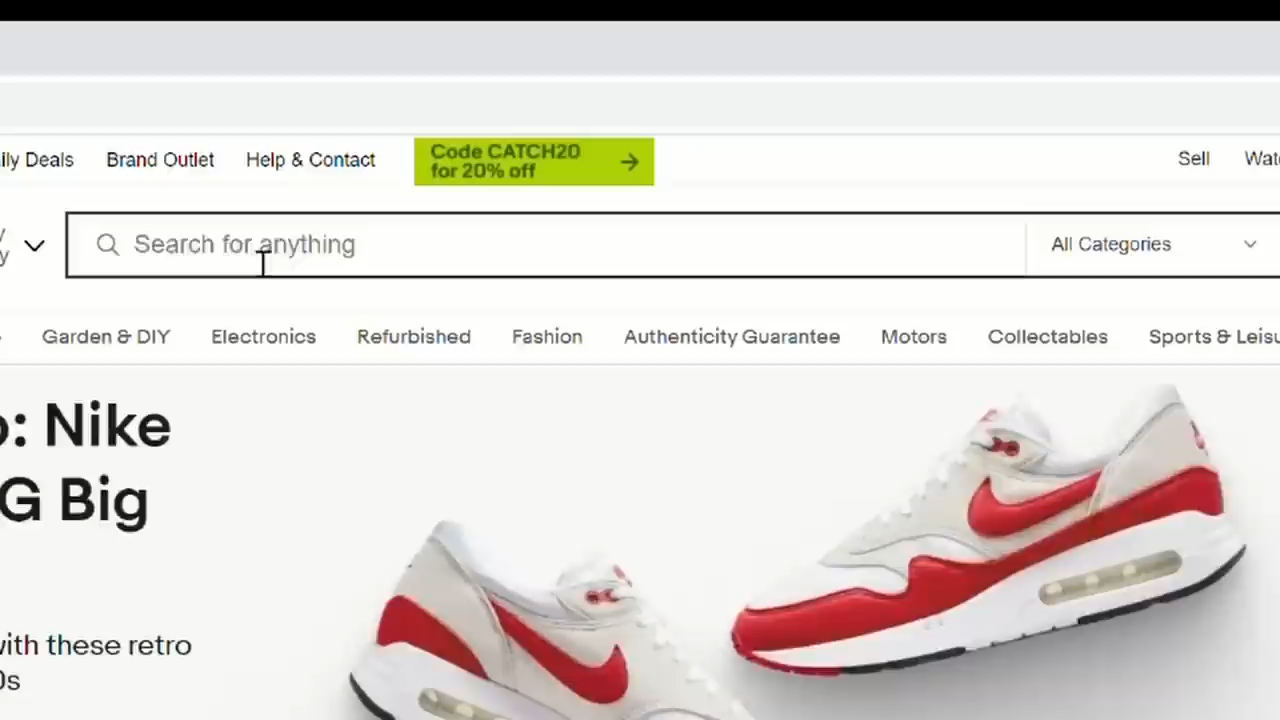 ily Deals Brand Outlet Help & Contact
Code CATCH20
for 20% off
Sell Wat
Search for anything
All Categories
Garden & DIY Electronics Refurbished Fashion Authenticity Guarantee Motors Collectables Sports & Leisu
o: Nike
G Big
with these retro
0s